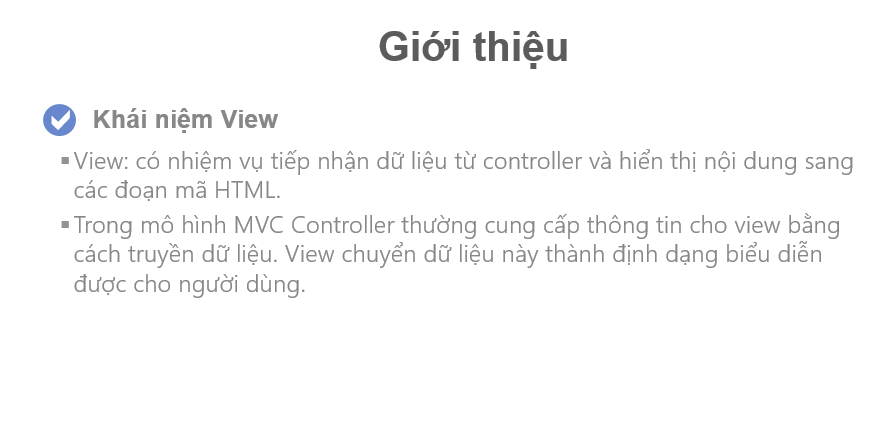 Giới thiệu
Khái niệm View
▪ View: có nhiệm vụ tiếp nhận dữ liệu từ controller và hiển thị nội dung sang
các đoạn mã HTML.
▪ Trong mô hình MVC Controller thường cung cấp thông tin cho view bằng
cách truyền dữ liệu. View chuyển dữ liệu này thành định dạng biểu diễn
được cho người dùng.